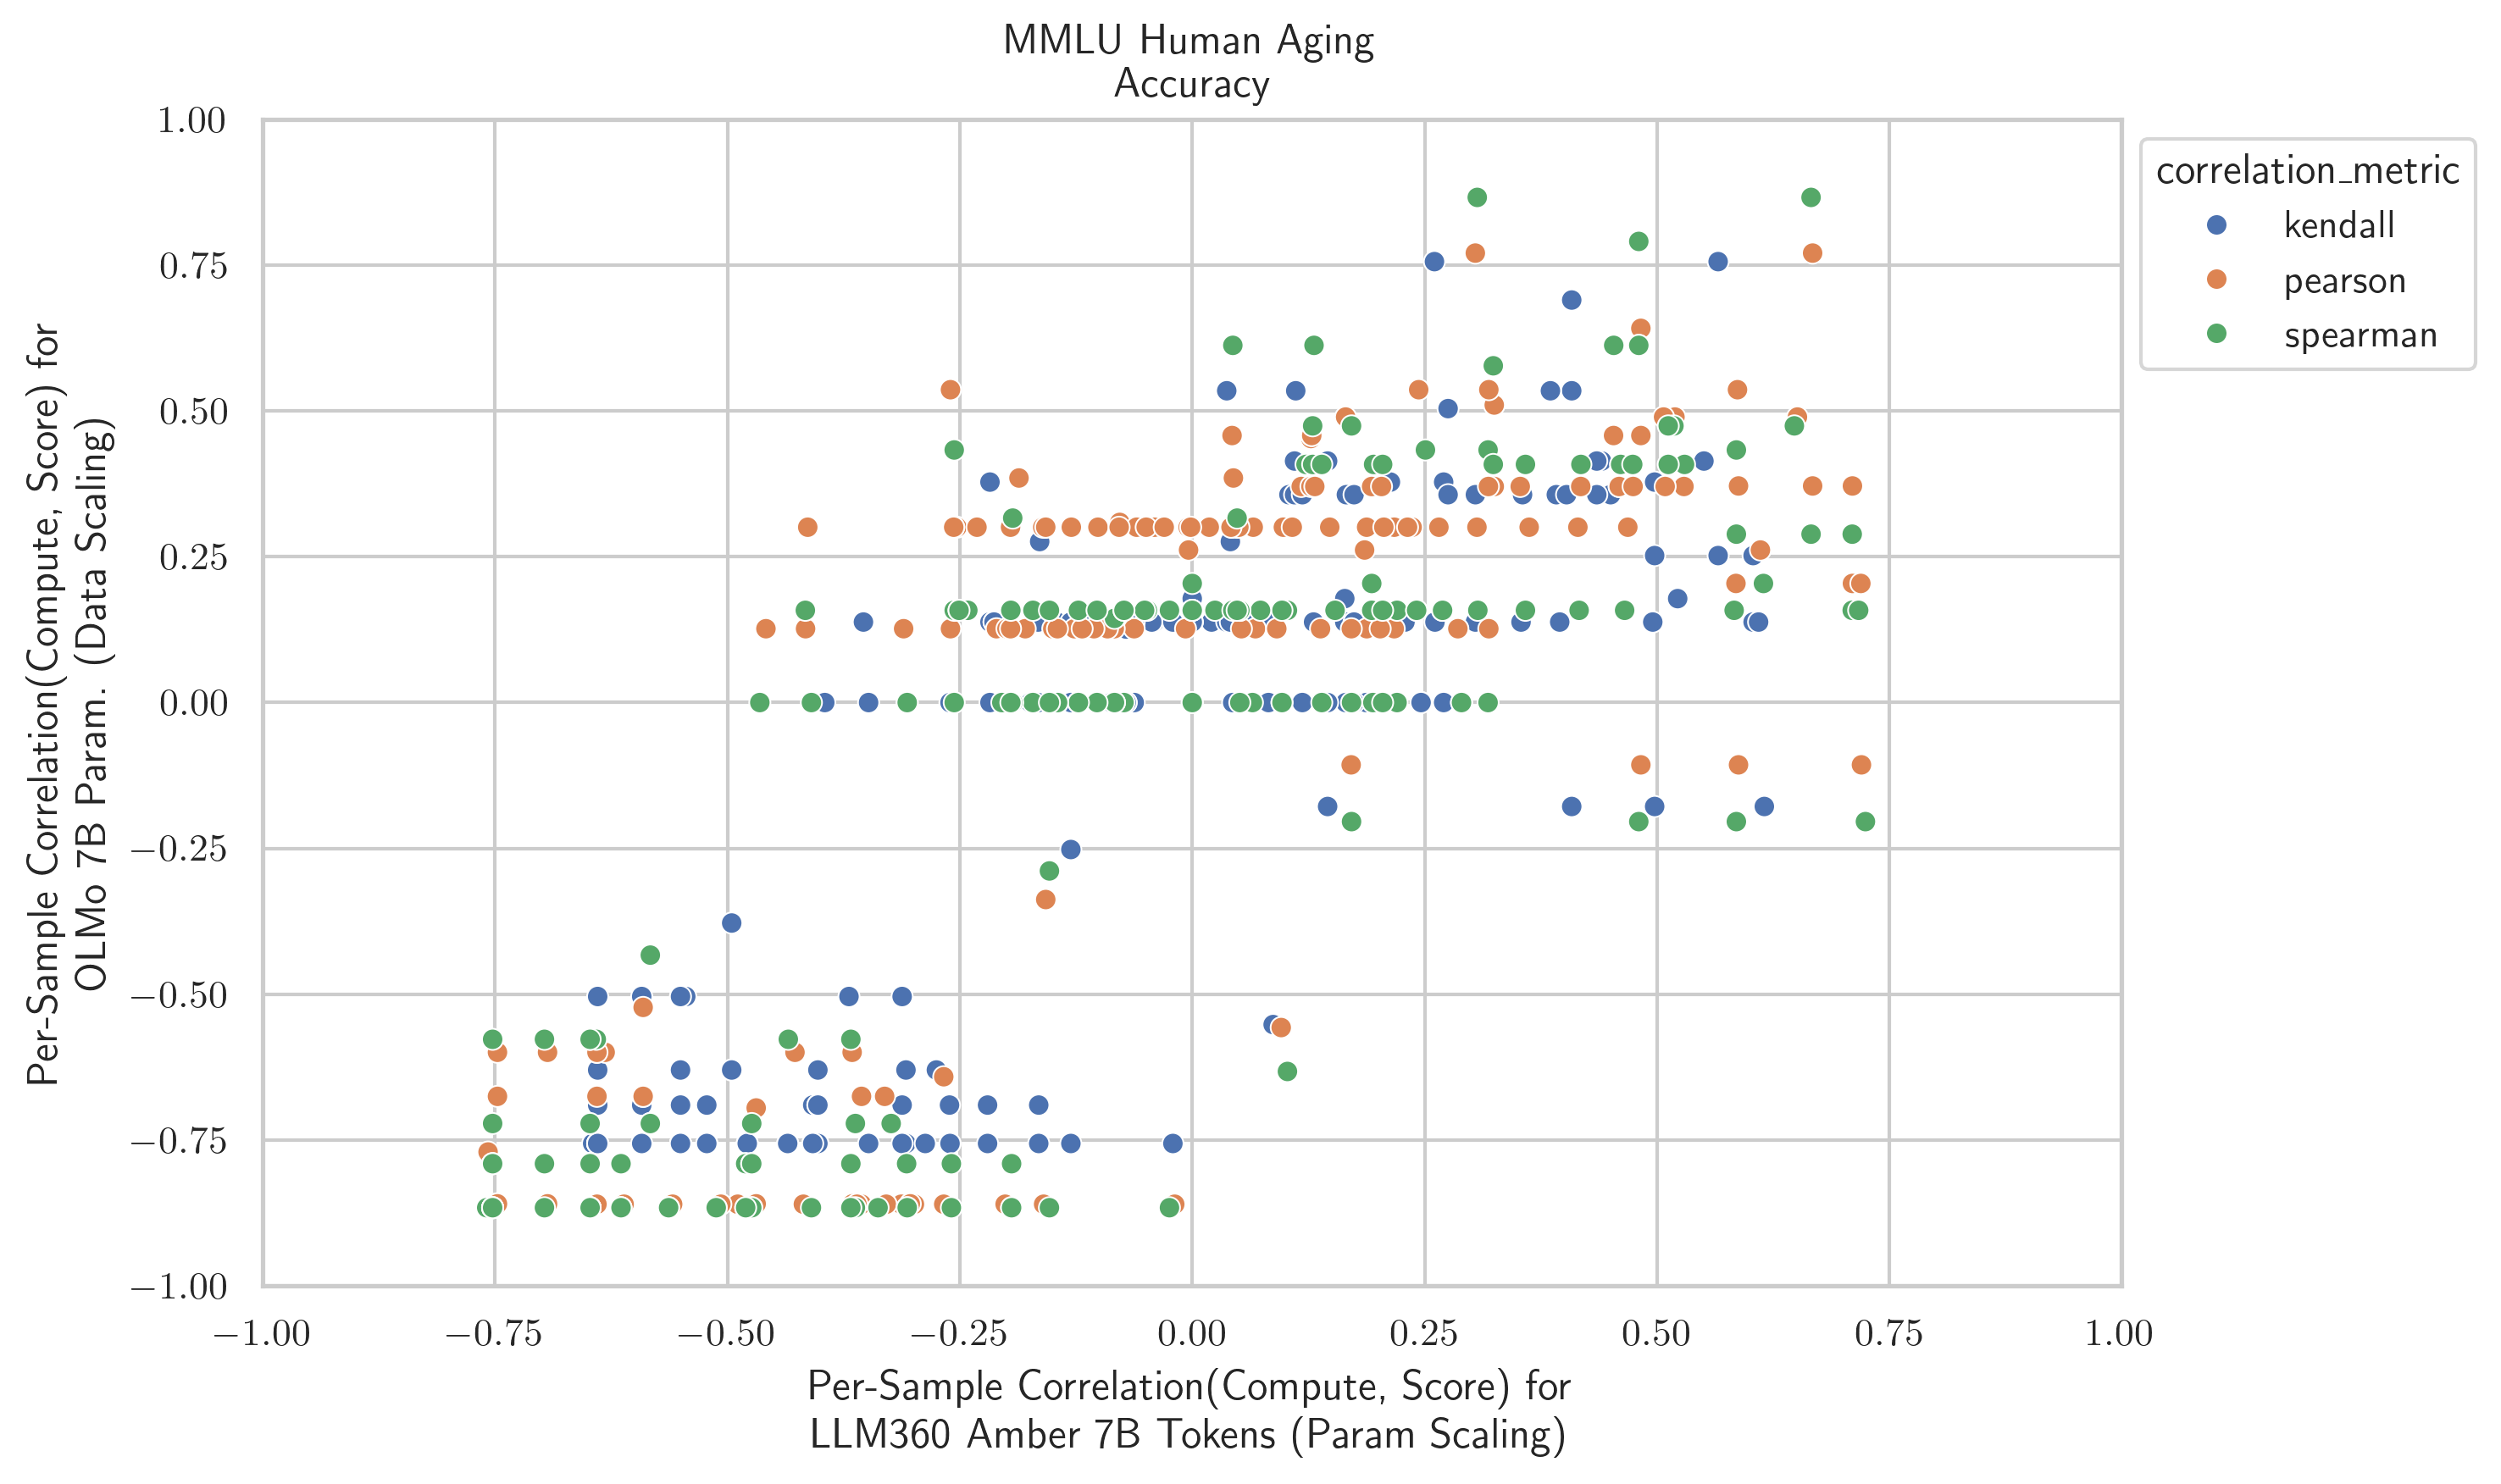 MMLU Human Aging
Accuracy
Per-Sample Correlation(Compute, Score) for
OLMo 7B Param. (Data Scaling)
1.00
0.75
0.50
0.25
0.00
−0.25
−0.50
−0.75
−1.00
−1.00
−0.75
−0.50
−0.25
0.00
0.25
0.50
0.75
1.00
Per-Sample Correlation(Compute, Score) for
LLM360 Amber 7B Tokens (Param Scaling)
correlation_metric
kendall
pearson
spearman